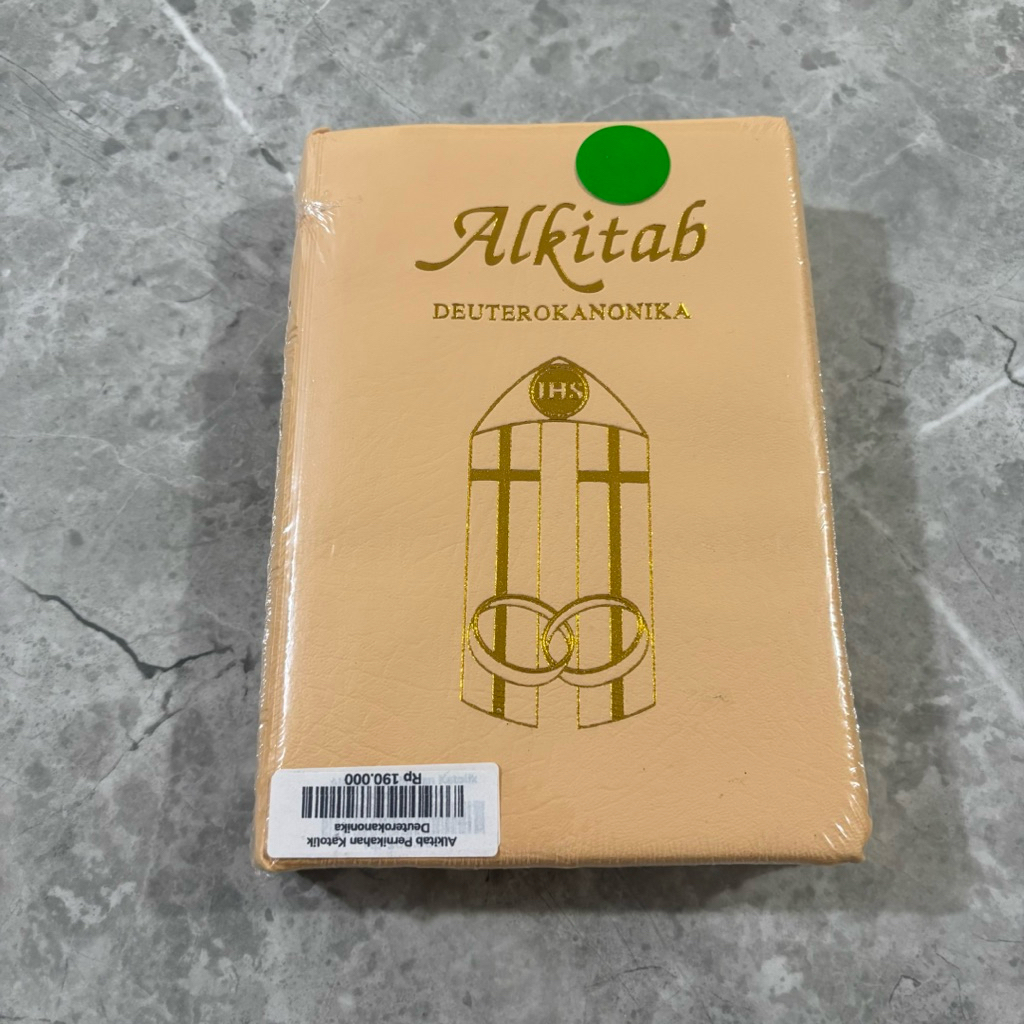 Alkitab
DEUTEROKANONIKA
IHS
Alkitab Pernikahan Katolik
Deuterokanonika
Rp 190.000